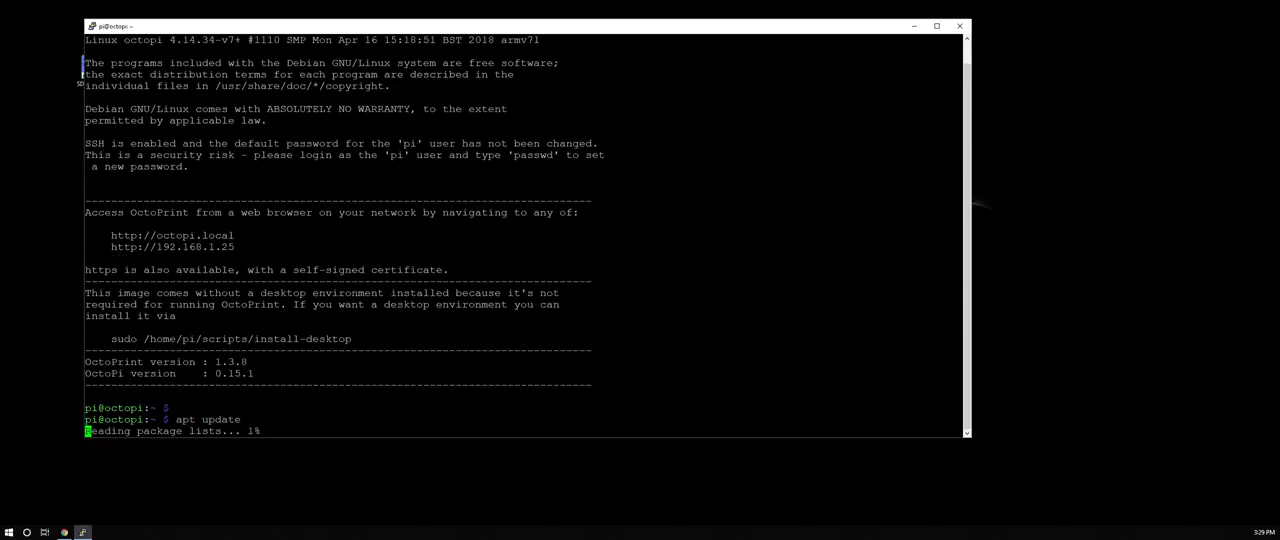 pi@octopi: ~
Linux octopi 4.14.34-v7+ #1110 SMP Mon Apr 16 15:18:51 BST 2018 armv7l
The programs included with the Debian GNU/Linux system are free software;
the exact distribution terms for each program are described in the
individual files in /usr/share/doc/*/copyright.
Debian GNU/Linux comes with ABSOLUTELY NO WARRANTY, to the extent
permitted by applicable law.
SSH is enabled and the default password for the 'pi' user has not been changed.
This is a security risk - please login as the 'pi' user and type 'passwd' to set
a new password.
------------------------------------------------------------------------------
Access OctoPrint from a web browser on your network by navigating to any of:
http://octopi.local
http://192.168.1.25
https is also available, with a self-signed certificate.
------------------------------------------------------------------------------
This image comes without a desktop environment installed because it's not
required for running OctoPrint. If you want a desktop environment you can
install it via
sudo /home/pi/scripts/install-desktop
------------------------------------------------------------------------------
OctoPrint version : 1.3.8
OctoPi version    : 0.15.1
------------------------------------------------------------------------------
pi@octopi:~ $
pi@octopi:~ $ apt update
Reading package lists... 1%
SD
3:29 PM